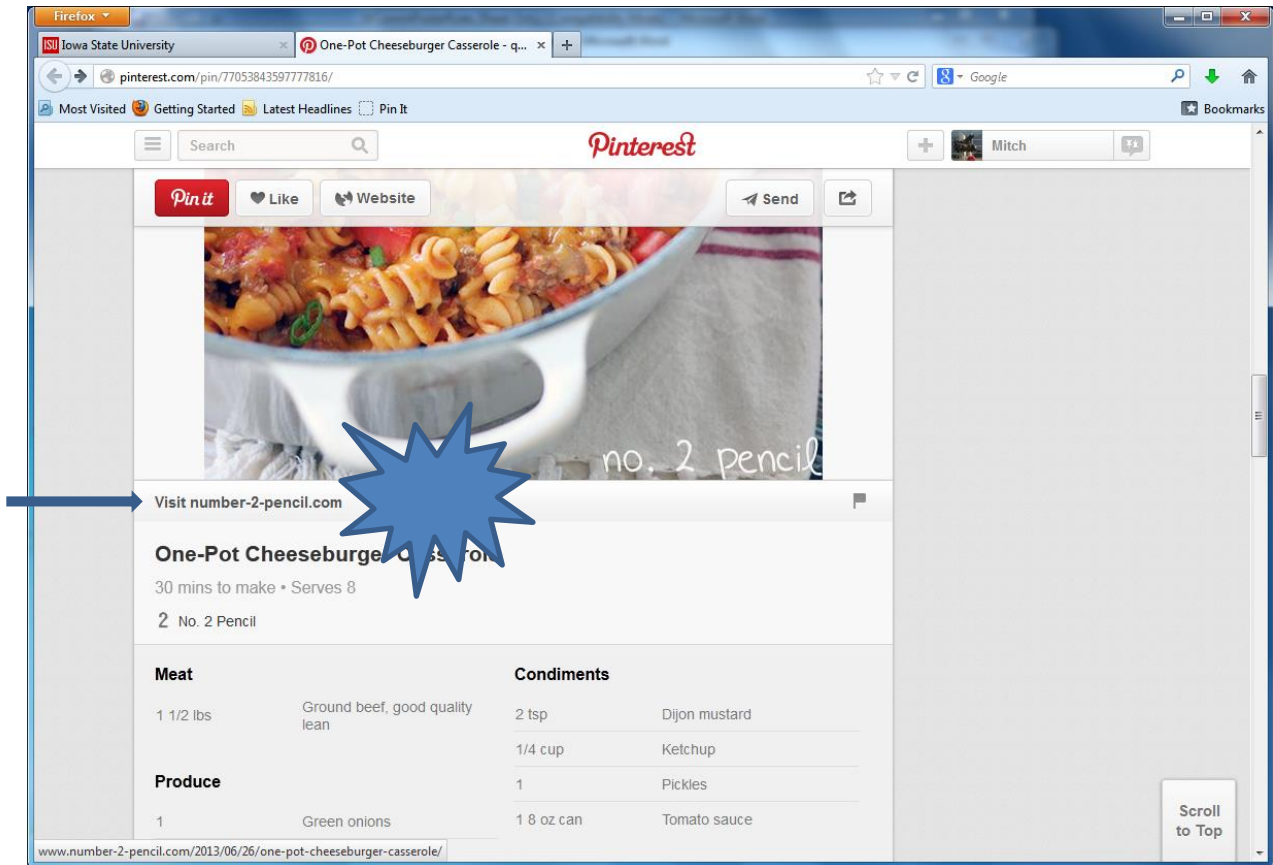 Firefox
ISU Iowa State University
One-Pot Cheeseburger Casserole - q...
pinterest.com/pin/77053843597777816/
8 Google
Most Visited Getting Started Latest Headlines Pin It Bookmarks
Search Pinterest Mitch
Pin it Like Website Send
no. 2 pencil
Visit number-2-pencil.com
One-Pot Cheeseburger
30 mins to make • Serves 8
2 No. 2 Pencil
Meat
1 1/2 lbs Ground beef, good quality
lean
Produce
1 Green onions
Condiments
2 tsp Dijon mustard
1/4 cup Ketchup
1 Pickles
1 8 oz can Tomato sauce
Scroll
to Top
www.number-2-pencil.com/2013/06/26/one-pot-cheeseburger-casserole/